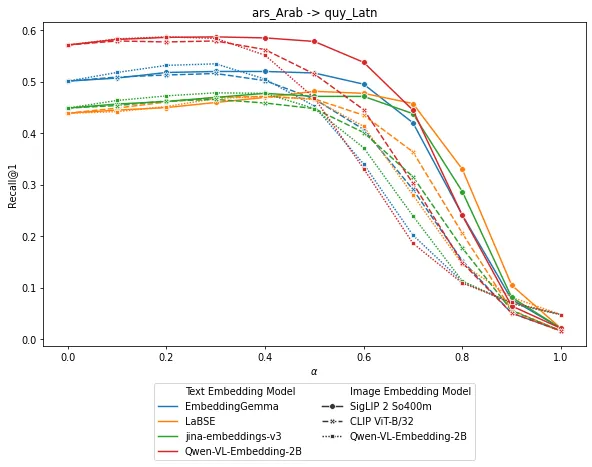 ars_Arab -> quy_Latn
0.6
0.5
0.4
0.3
0.2
0.1
0.0
Recall@1
0.0 0.2 0.4 0.6 0.8 1.0
α
Text Embedding Model Image Embedding Model
EmbeddingGemma SigLIP 2 So400m
LaBSE CLIP ViT-B/32
jina-embeddings-v3 Qwen-VL-Embedding-2B
Qwen-VL-Embedding-2B